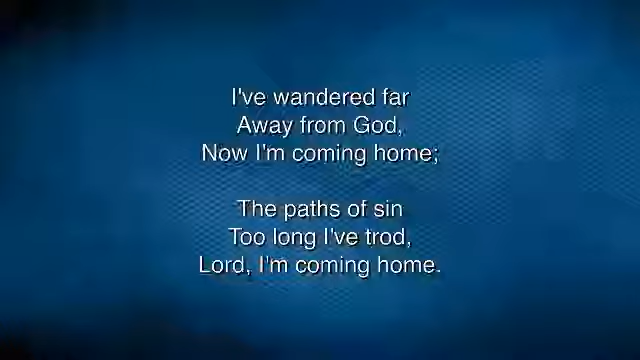 I've wandered far
Away from God,
Now I'm coming home;
The paths of sin
Too long I've trod,
Lord, I'm coming home.